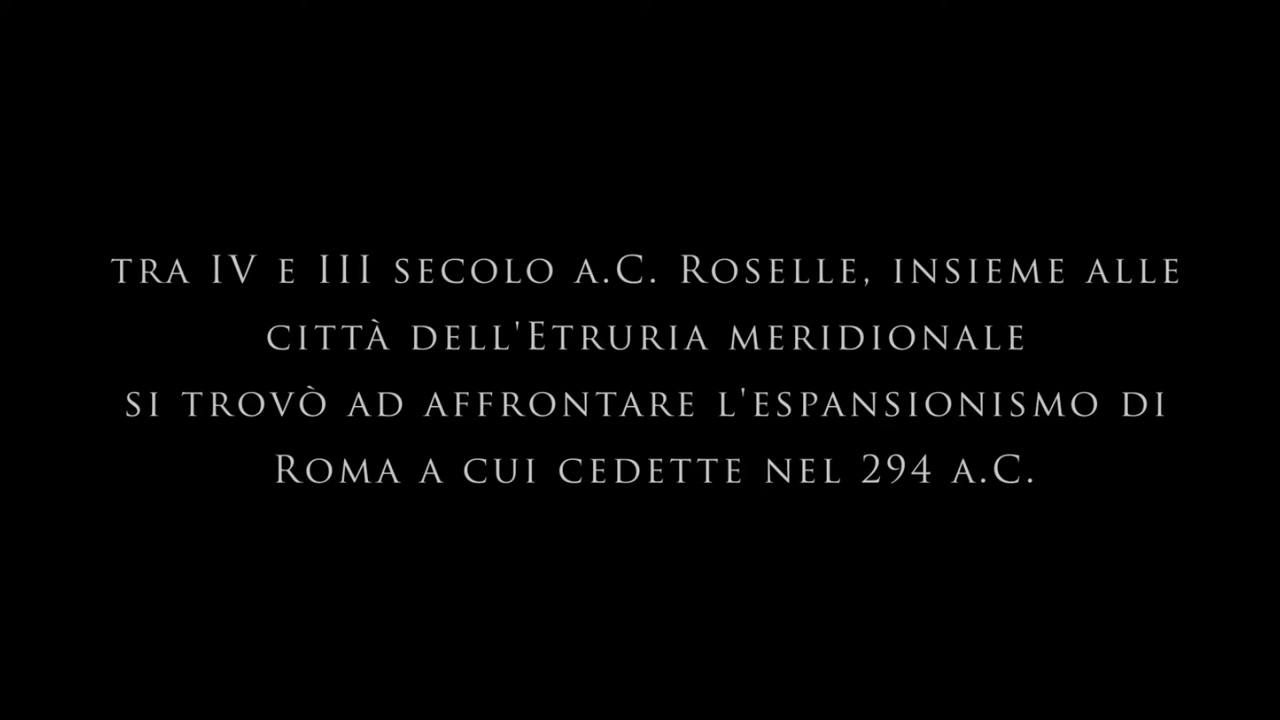 tra IV e III secolo a.C. Roselle, insieme alle
città dell'Etruria meridionale
si trovò ad affrontare l'espansionismo di
Roma a cui cedette nel 294 a.C.